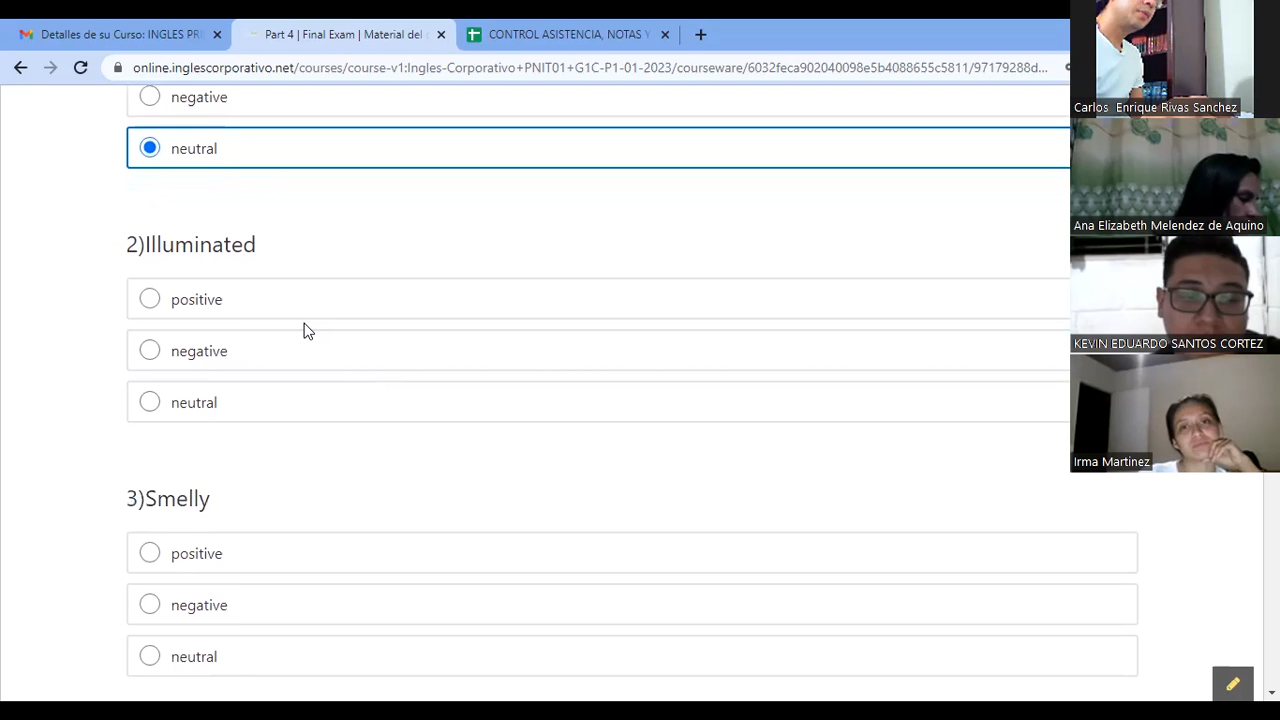 Detalles de su Curso: INGLES PR
Part 4 | Final Exam | Material del
CONTROL ASISTENCIA, NOTAS Y
online.inglescorporativo.net/courses/course-v1:Ingles-Corporativo+PNIT01+G1C-P1-01-2023/courseware/6032feca902040098e5b4088655c5811/97179288d...
negative
neutral
2)Illuminated
positive
negative
neutral
3)Smelly
positive
negative
neutral
Carlos Enrique Rivas Sanchez
Ana Elizabeth Melendez de Aquino
KEVIN EDUARDO SANTOS CORTEZ
Irma Martinez